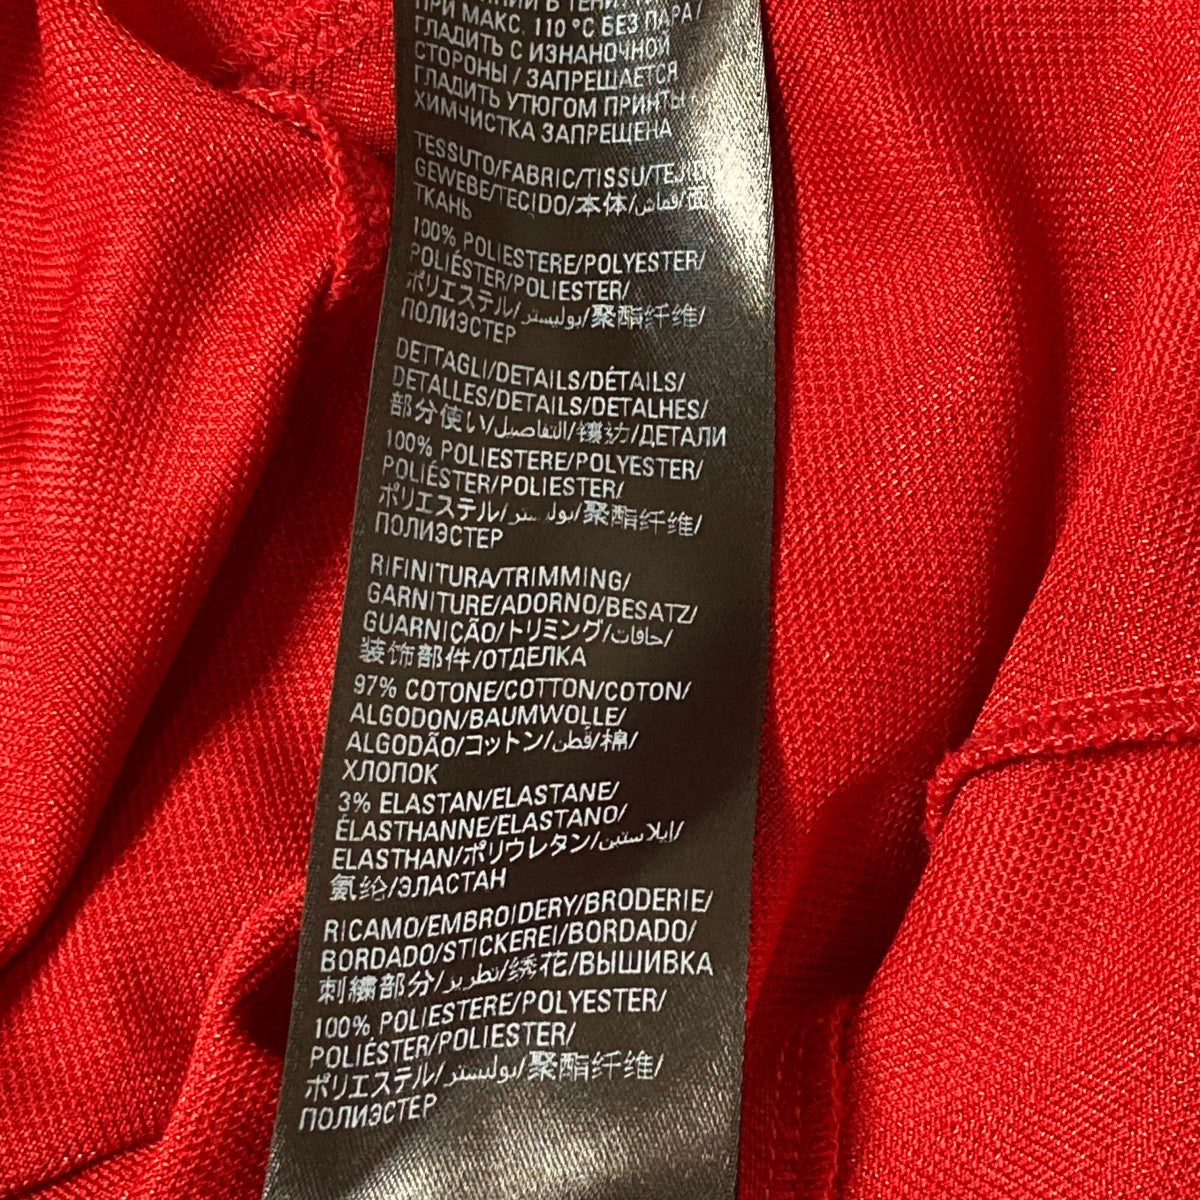 В ТЕНИ
ПРИ МАКС. 110 °C БЕЗ ПАРА/
ГЛАДИТЬ С ИЗНАНОЧНОЙ
СТОРОНЫ / ЗАПРЕЩАЕТСЯ
ГЛАДИТЬ УТЮГОМ ПРИНТЫ
ХИМЧИСТКА ЗАПРЕЩЕНА
TESSUTO/FABRIC/TISSU/
GEWEBE/TECIDO/本体/قماش/面
ТКАНЬ
100% POLIESTERE/POLYESTER/
POLIÉSTER/POLIESTER/
ポリエステル/بوليستر/聚酯纤维/
ПОЛИЭСТЕР
DETTAGLI/DETAILS/DÉTAILS/
DETALLES/DETAILS/DETALHES/
部分使い/التفاصيل/镶边/ДЕТАЛИ
100% POLIESTERE/POLYESTER/
POLIÉSTER/POLIESTER/
ポリエステル/بوليستر/聚酯纤维/
ПОЛИЭСТЕР
RIFINITURA/TRIMMING/
GARNITURE/ADORNO/BESATZ/
GUARNIÇÃO/トリミング/حافات/
装饰部件/ОТДЕЛКА
97% COTONE/COTTON/COTON/
ALGODON/BAUMWOLLE/
ALGODÃO/コットン/قطن/棉/
ХЛОПОК
3% ELASTAN/ELASTANE/
ÉLASTHANNE/ELASTANO/
ELASTHAN/ポリウレタン/إيلاستين/
氨纶/ЭЛАСТАН
RICAMO/EMBROIDERY/BRODERIE/
BORDADO/STICKEREI/BORDADO/
刺繍部分/تطريز/绣花/ВЫШИВКА
100% POLIESTERE/POLYESTER/
POLIÉSTER/POLIESTER/
ポリエステル/بوليستر/聚酯纤维/
ПОЛИЭСТЕР